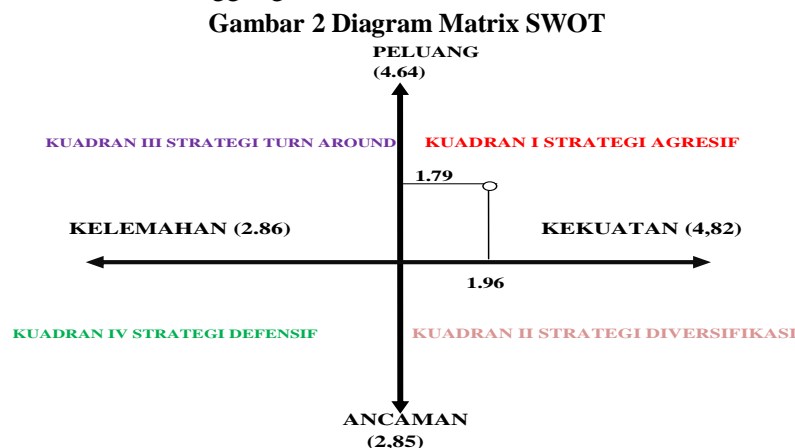 Gambar 2 Diagram Matrix SWOT
PELUANG
(4.64)
KUADRAN III STRATEGI TURN AROUND
KUADRAN I STRATEGI AGRESIF
1.79
KELEMAHAN (2.86)
KEKUATAN (4,82)
1.96
KUADRAN IV STRATEGI DEFENSIF
KUADRAN II STRATEGI DIVERSIFIKASI
ANCAMAN
(2,85)